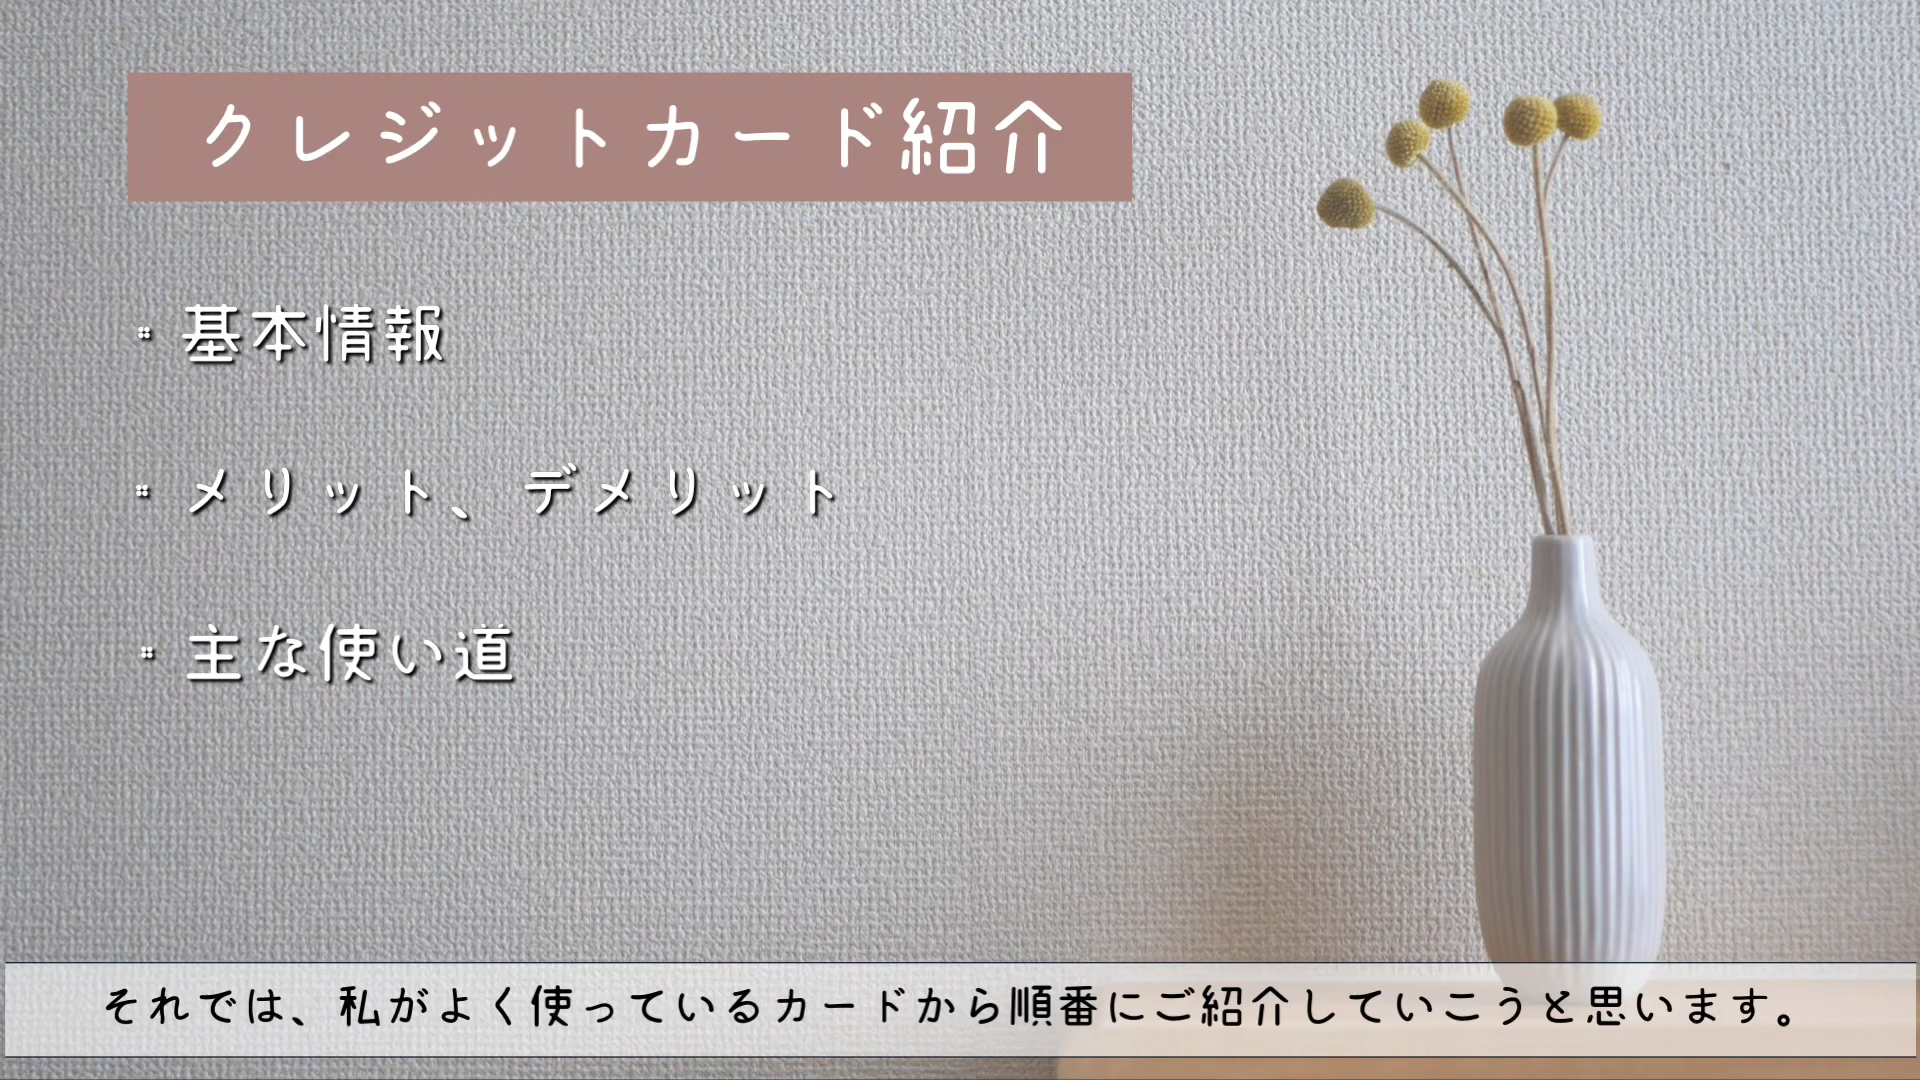 クレジットカード紹介
・基本情報
・メリット、デメリット
・主な使い道
それでは、私がよく使っているカードから順番にご紹介していこうと思います。